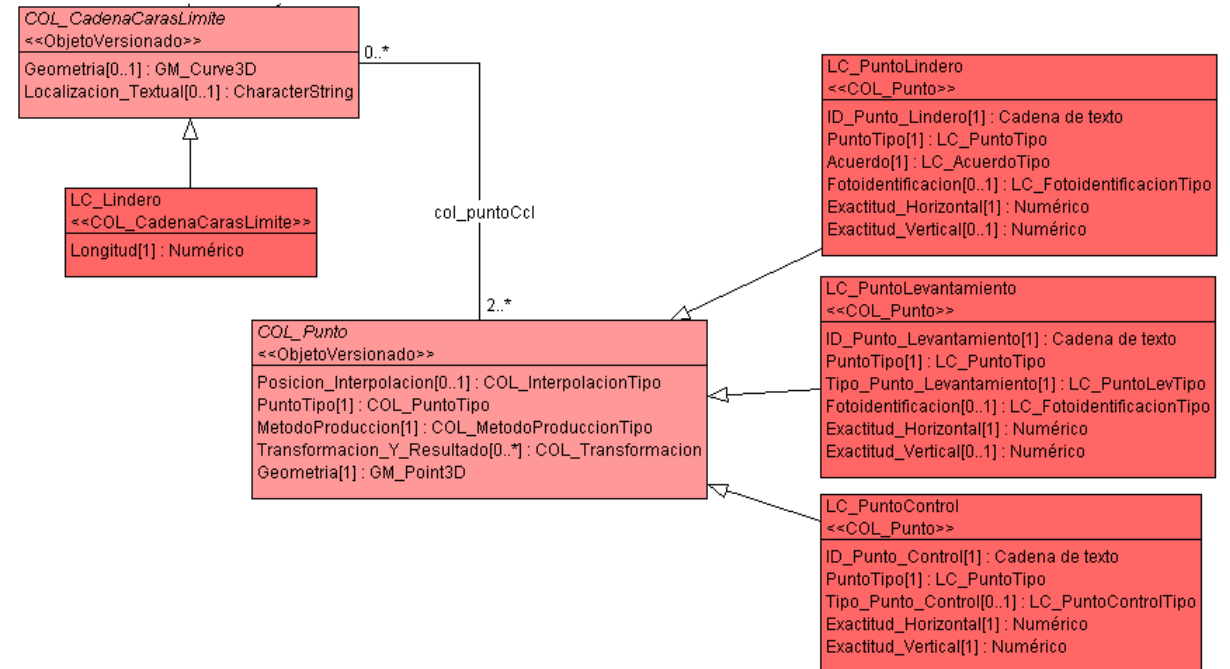 COL_CadenaCarasLimite
<<ObjetoVersionado>>
Geometria[0..1] : GM_Curve3D
Localizacion_Textual[0..1] : CharacterString
0..*
LC_Lindero
<<COL_CadenaCarasLimite>>
Longitud[1] : Numérico
col_puntoCcl
2..*
COL_Punto
<<ObjetoVersionado>>
Posicion_Interpolacion[0..1] : COL_InterpolacionTipo
PuntoTipo[1] : COL_PuntoTipo
MetodoProduccion[1] : COL_MetodoProduccionTipo
Transformacion_Y_Resultado[0..*] : COL_Transformacion
Geometria[1] : GM_Point3D
LC_PuntoLindero
<<COL_Punto>>
ID_Punto_Lindero[1] : Cadena de texto
PuntoTipo[1] : LC_PuntoTipo
Acuerdo[1] : LC_AcuerdoTipo
Fotoidentificacion[0..1] : LC_FotoidentificacionTipo
Exactitud_Horizontal[1] : Numérico
Exactitud_Vertical[0..1] : Numérico
LC_PuntoLevantamiento
<<COL_Punto>>
ID_Punto_Levantamiento[1] : Cadena de texto
PuntoTipo[1] : LC_PuntoTipo
Tipo_Punto_Levantamiento[1] : LC_PuntoLevTipo
Fotoidentificacion[0..1] : LC_FotoidentificacionTipo
Exactitud_Horizontal[1] : Numérico
Exactitud_Vertical[0..1] : Numérico
LC_PuntoControl
<<COL_Punto>>
ID_Punto_Control[1] : Cadena de texto
PuntoTipo[1] : LC_PuntoTipo
Tipo_Punto_Control[0..1] : LC_PuntoControlTipo
Exactitud_Horizontal[1] : Numérico
Exactitud_Vertical[1] : Numérico